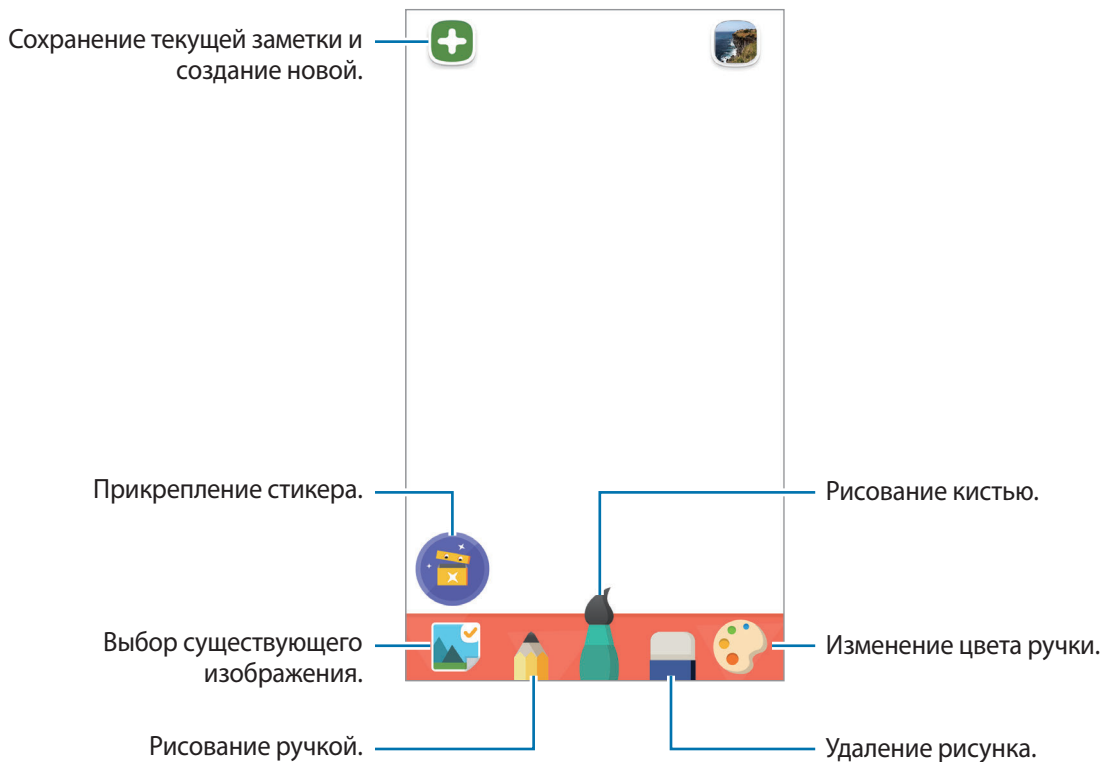 Сохранение текущей заметки и
создание новой.
Прикрепление стикера.
Рисование кистью.
Выбор существующего
изображения.
Изменение цвета ручки.
Рисование ручкой.
Удаление рисунка.